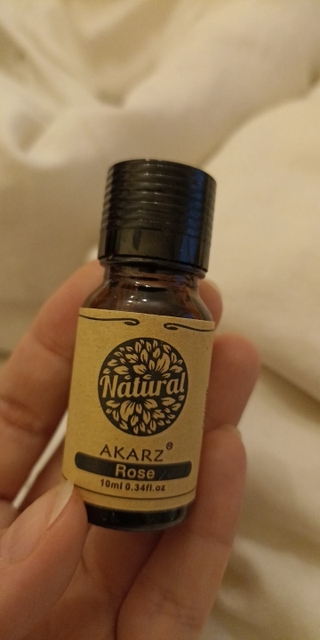 Natural
AKARZ®
Rose
10ml 0.34fl.oz